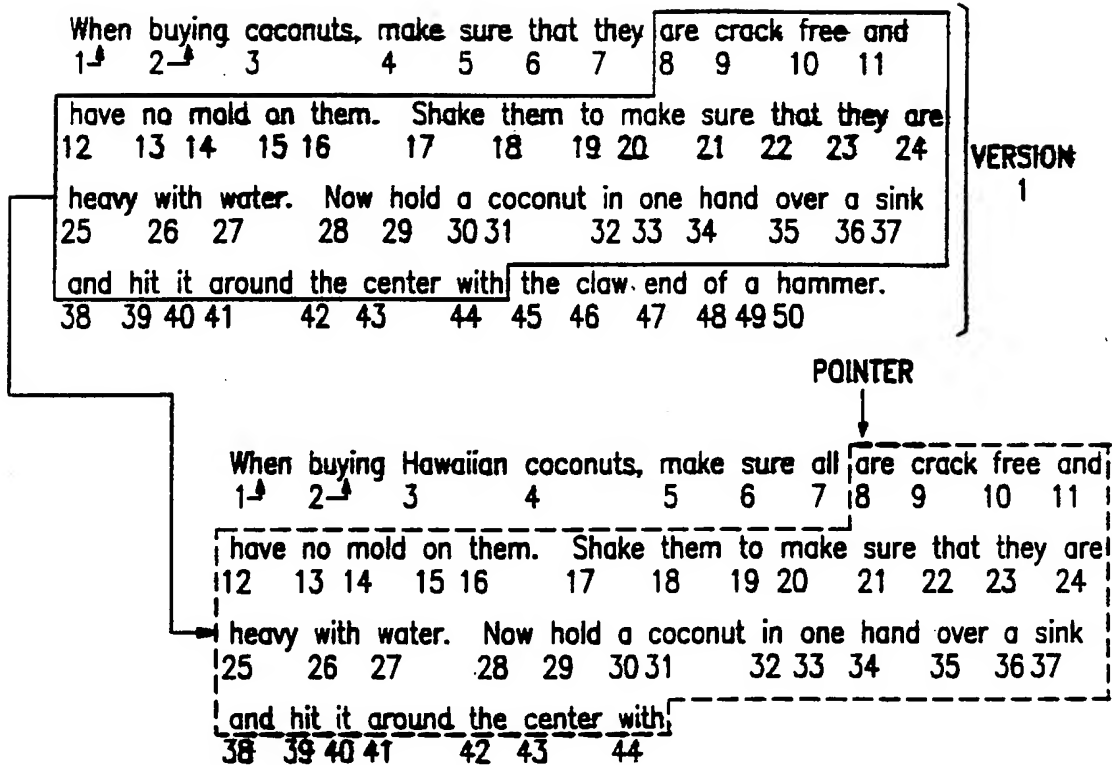 When buying coconuts, make sure that they are crack free and
1 2 3 4 5 6 7 8 9 10 11
have no mold on them. Shake them to make sure that they are
12 13 14 15 16 17 18 19 20 21 22 23 24
VERSION
1
heavy with water. Now hold a coconut in one hand over a sink
25 26 27 28 29 30 31 32 33 34 35 36 37
and hit it around the center with the claw end of a hammer.
38 39 40 41 42 43 44 45 46 47 48 49 50
POINTER
When buying Hawaiian coconuts, make sure all are crack free and
1 2 3 4 5 6 7 8 9 10 11
have no mold on them. Shake them to make sure that they are
12 13 14 15 16 17 18 19 20 21 22 23 24
heavy with water. Now hold a coconut in one hand over a sink
25 26 27 28 29 30 31 32 33 34 35 36 37
and hit it around the center with
38 39 40 41 42 43 44